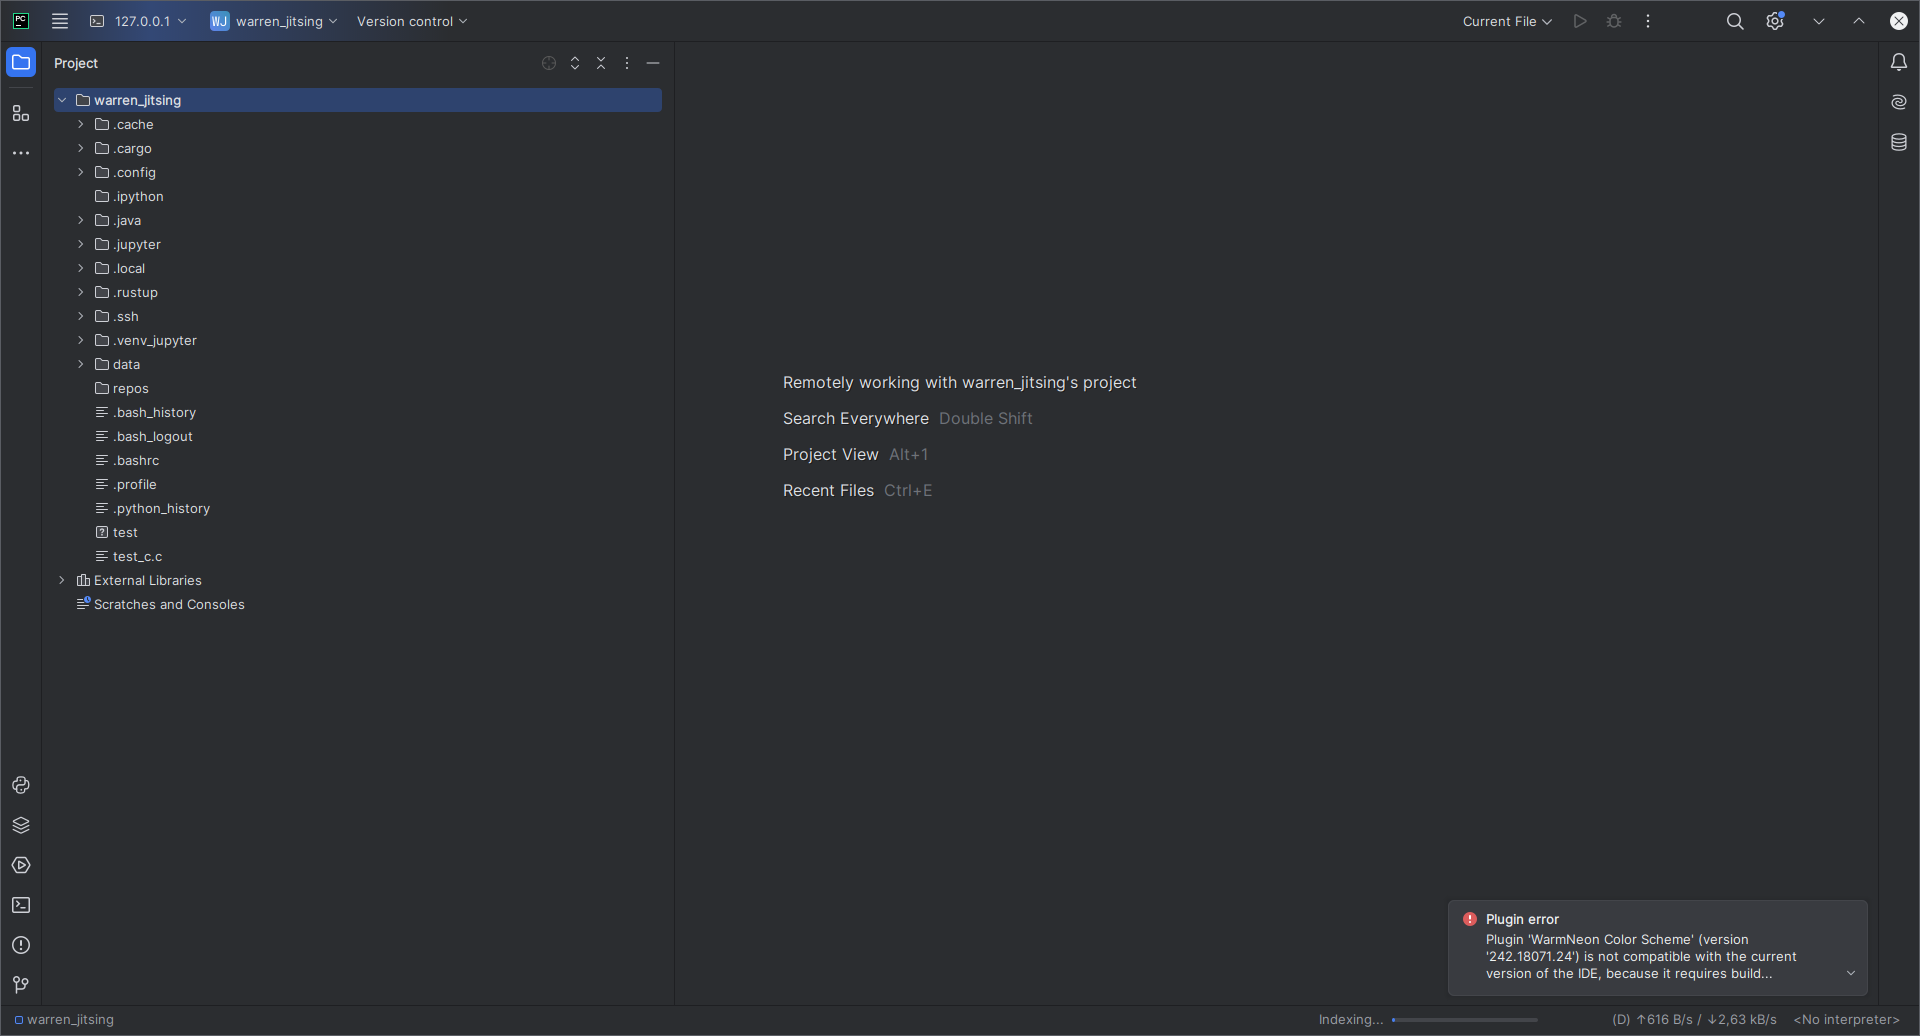 PC
127.0.0.1
WJ warren_jitsing
Version control
Current File
Project
warren_jitsing
.cache
.cargo
.config
.ipython
.java
.jupyter
.local
.rustup
.ssh
.venv_jupyter
data
repos
.bash_history
.bash_logout
.bashrc
.profile
.python_history
test
test_c.c
External Libraries
Scratches and Consoles
Remotely working with warren_jitsing's project
Search Everywhere Double Shift
Project View Alt+1
Recent Files Ctrl+E
Plugin error
Plugin 'WarmNeon Color Scheme' (version
'242.18071.24') is not compatible with the current
version of the IDE, because it requires build...
warren_jitsing
Indexing...
(D) ↑616 B/s / ↓2,63 kB/s
<No interpreter>